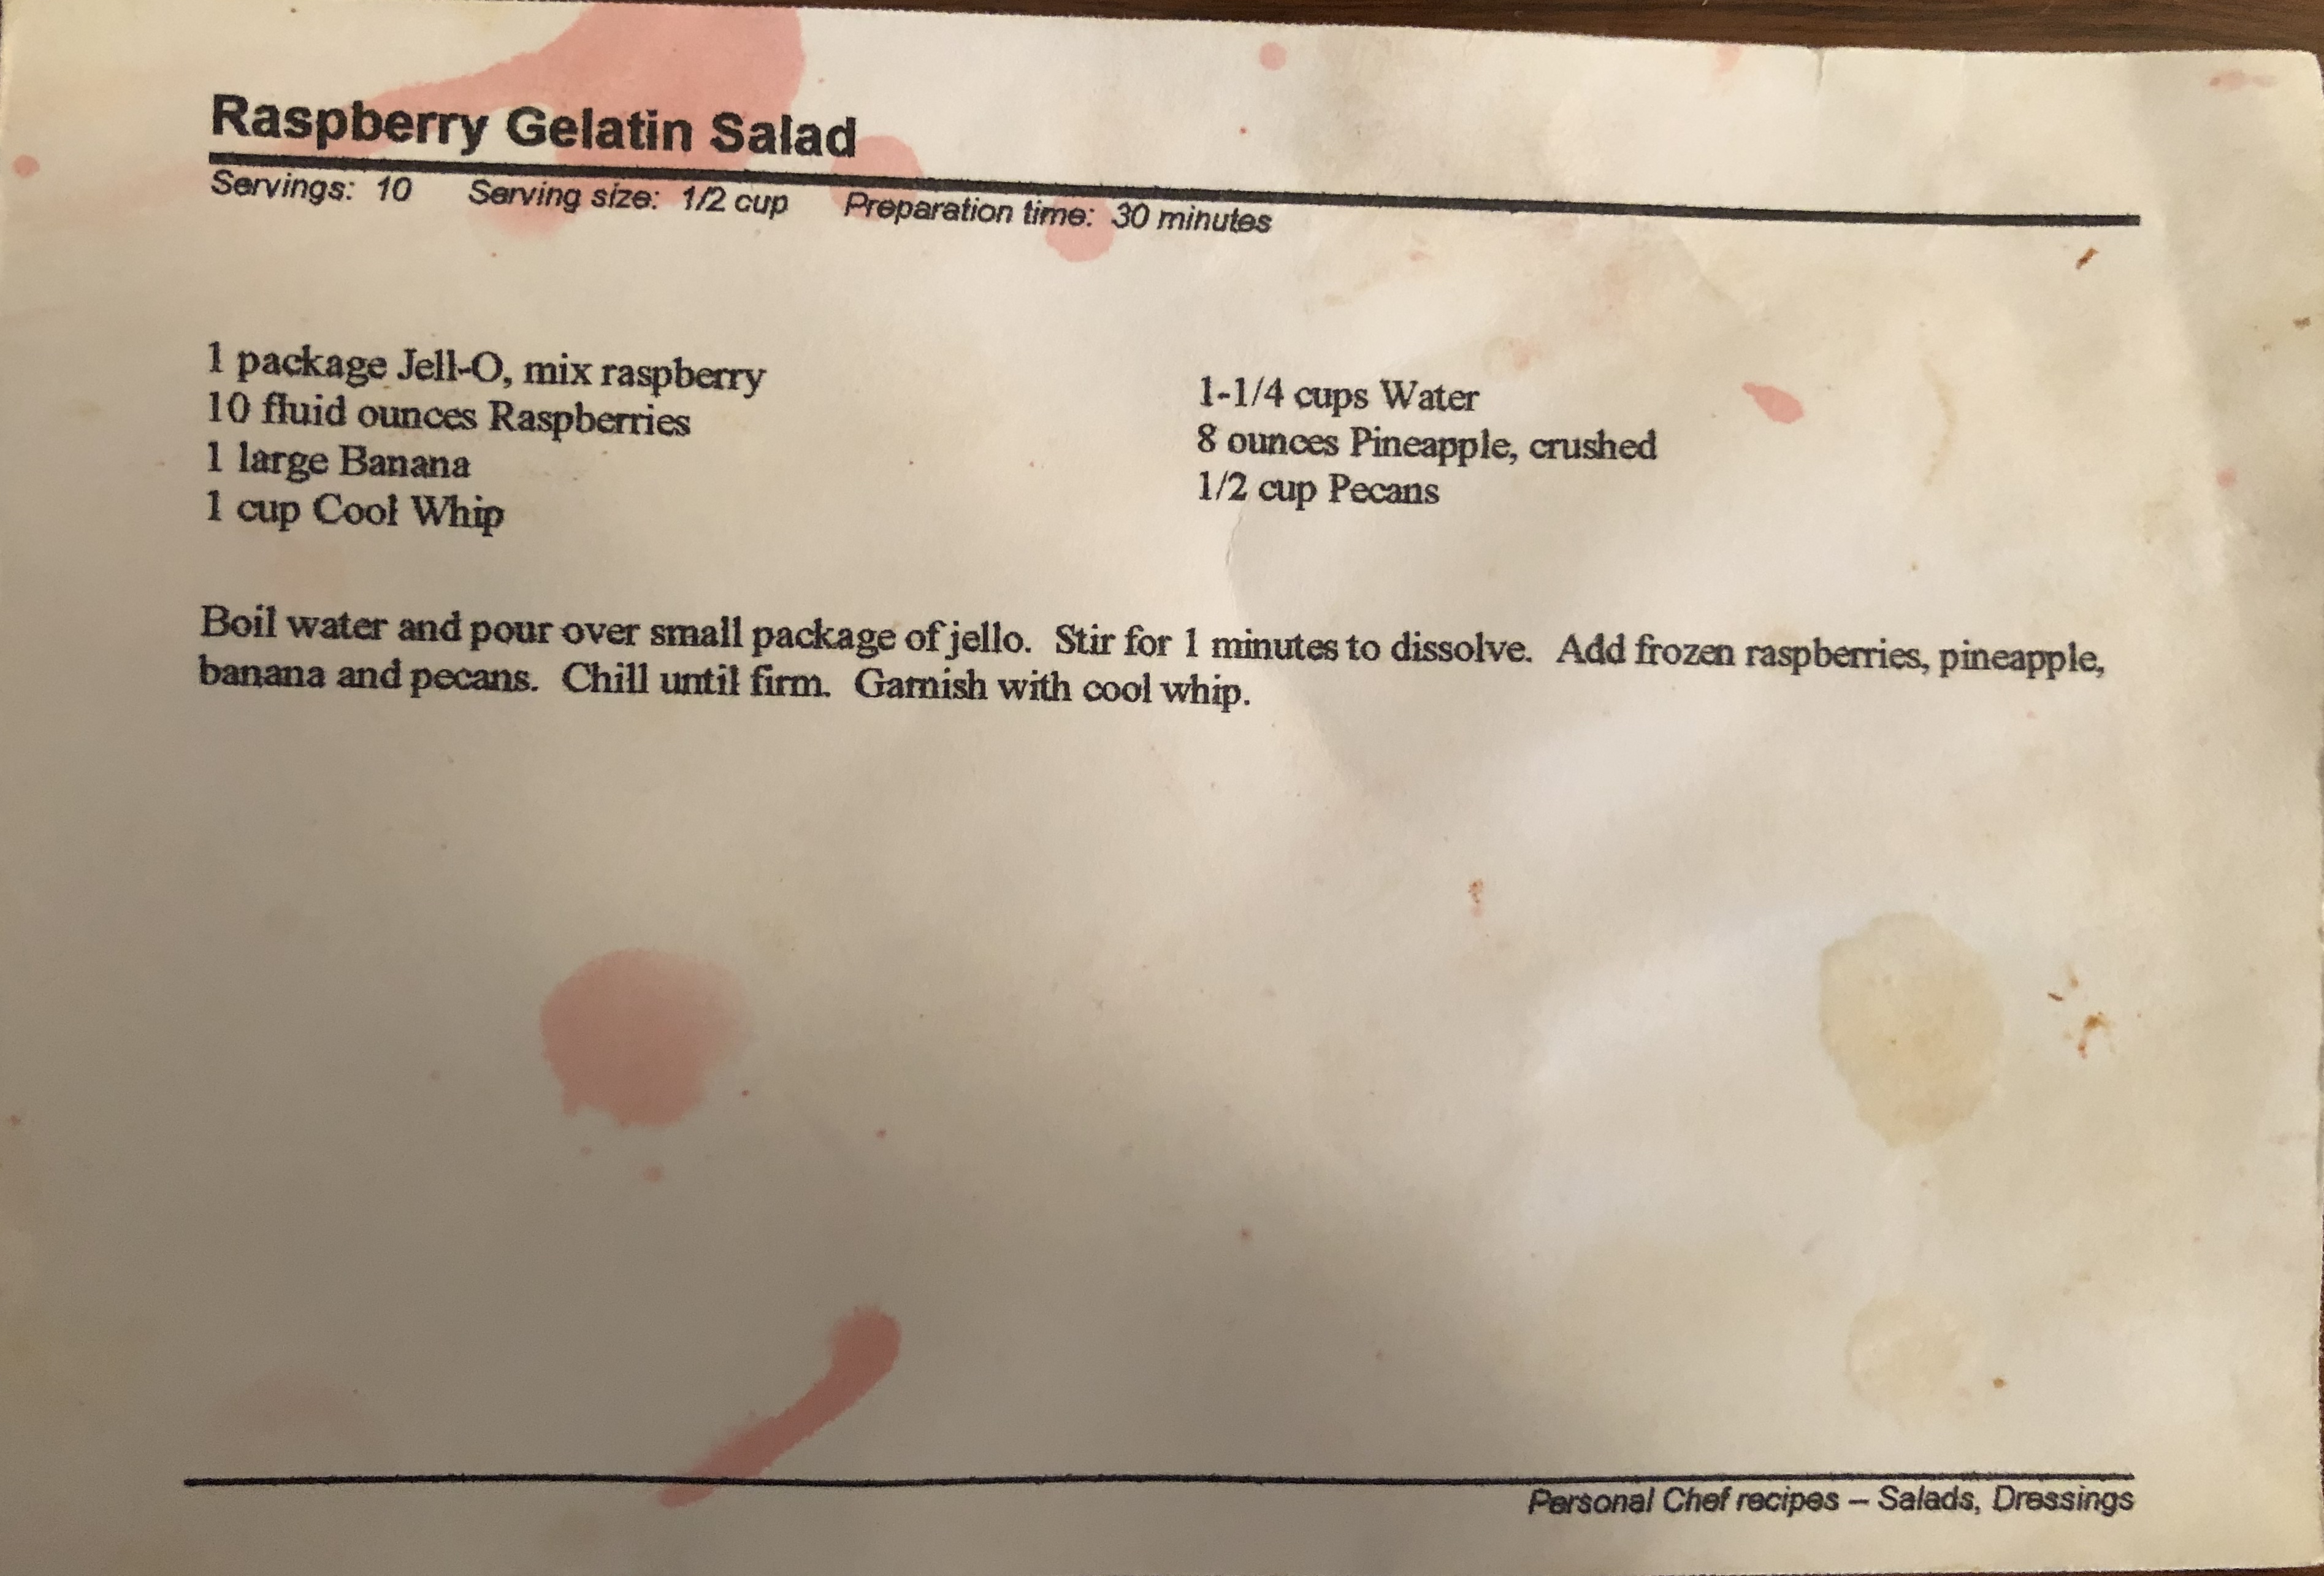 Raspberry Gelatin Salad
Servings: 10 Serving size: 1/2 cup Preparation time: 30 minutes
1 package Jell-O, mix raspberry
10 fluid ounces Raspberries
1 large Banana
1 cup Cool Whip
1-1/4 cups Water
8 ounces Pineapple, crushed
1/2 cup Pecans
Boil water and pour over small package of jello. Stir for 1 minutes to dissolve. Add frozen raspberries, pineapple,
banana and pecans. Chill until firm. Garnish with cool whip.
Personal Chef recipes – Salads, Dressings